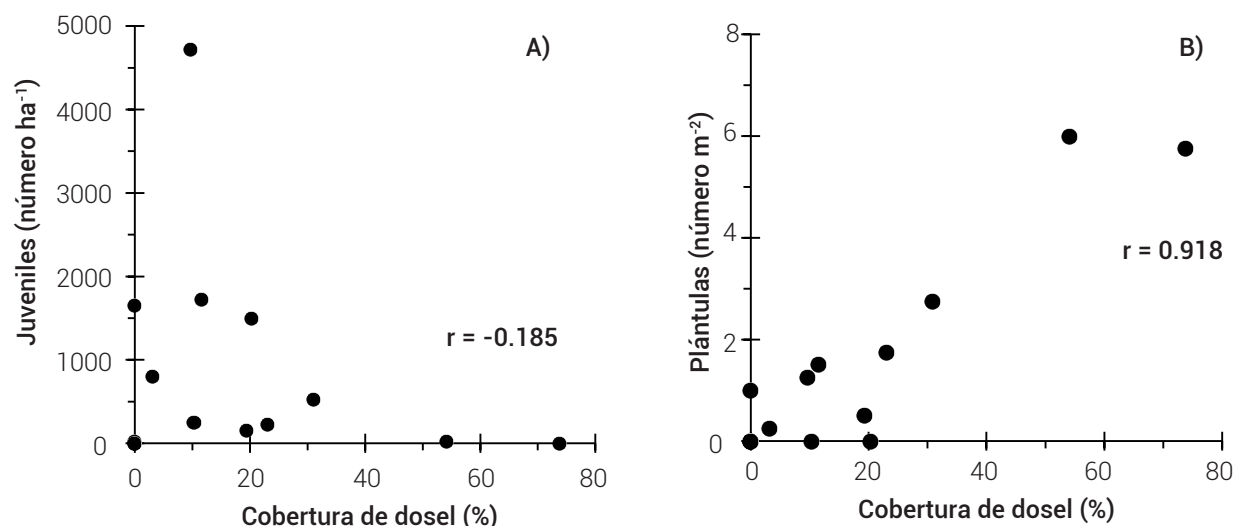 A)
Juveniles (número ha⁻¹)
5000
4000
3000
2000
1000
0
r = -0.185
0 20 40 60 80
Cobertura de dosel (%)
B)
Plántulas (número m⁻²)
8
6
4
2
0
r = 0.918
0 20 40 60 80
Cobertura de dosel (%)